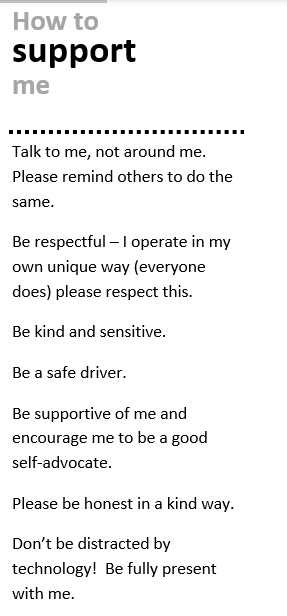 How to
support
me
Talk to me, not around me.
Please remind others to do the
same.
Be respectful – I operate in my
own unique way (everyone
does) please respect this.
Be kind and sensitive.
Be a safe driver.
Be supportive of me and
encourage me to be a good
self-advocate.
Please be honest in a kind way.
Don’t be distracted by
technology!  Be fully present
with me.